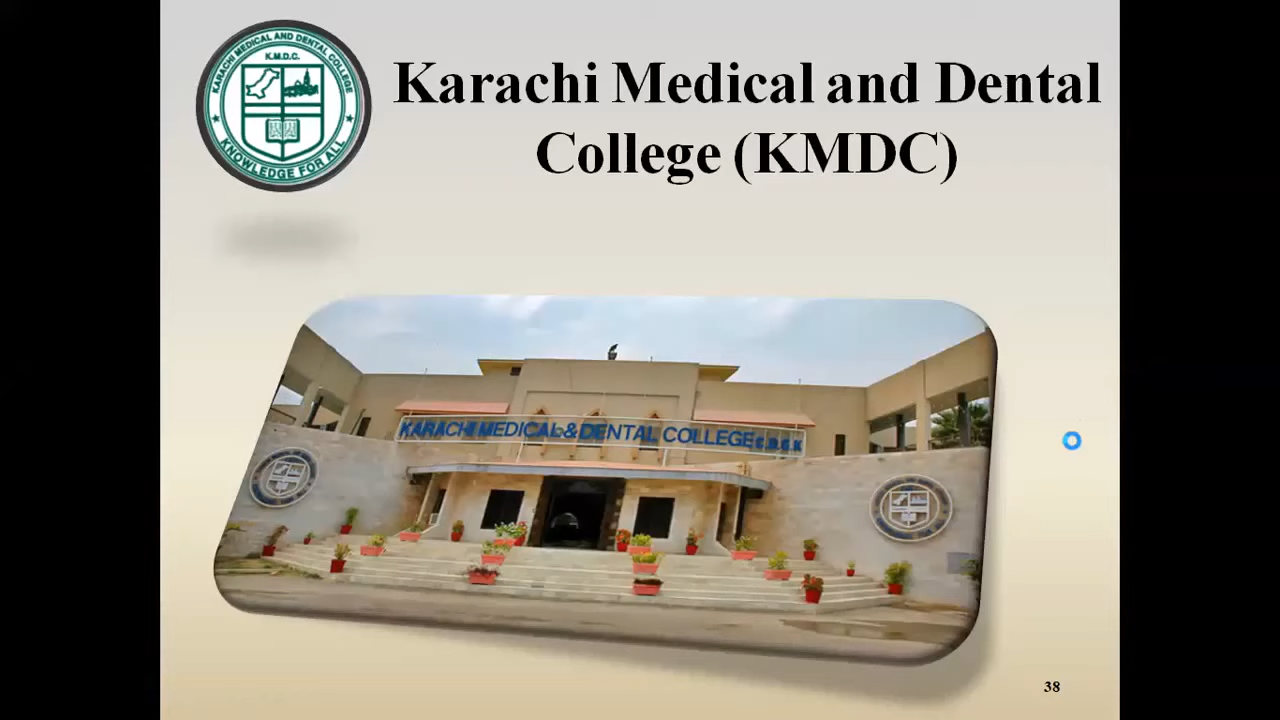 KARACHI MEDICAL AND DENTAL COLLEGE
K.M.D.C.
KNOWLEDGE FOR ALL
Karachi Medical and Dental
College (KMDC)
KARACHI MEDICAL & DENTAL COLLEGE C.D.G.K
38